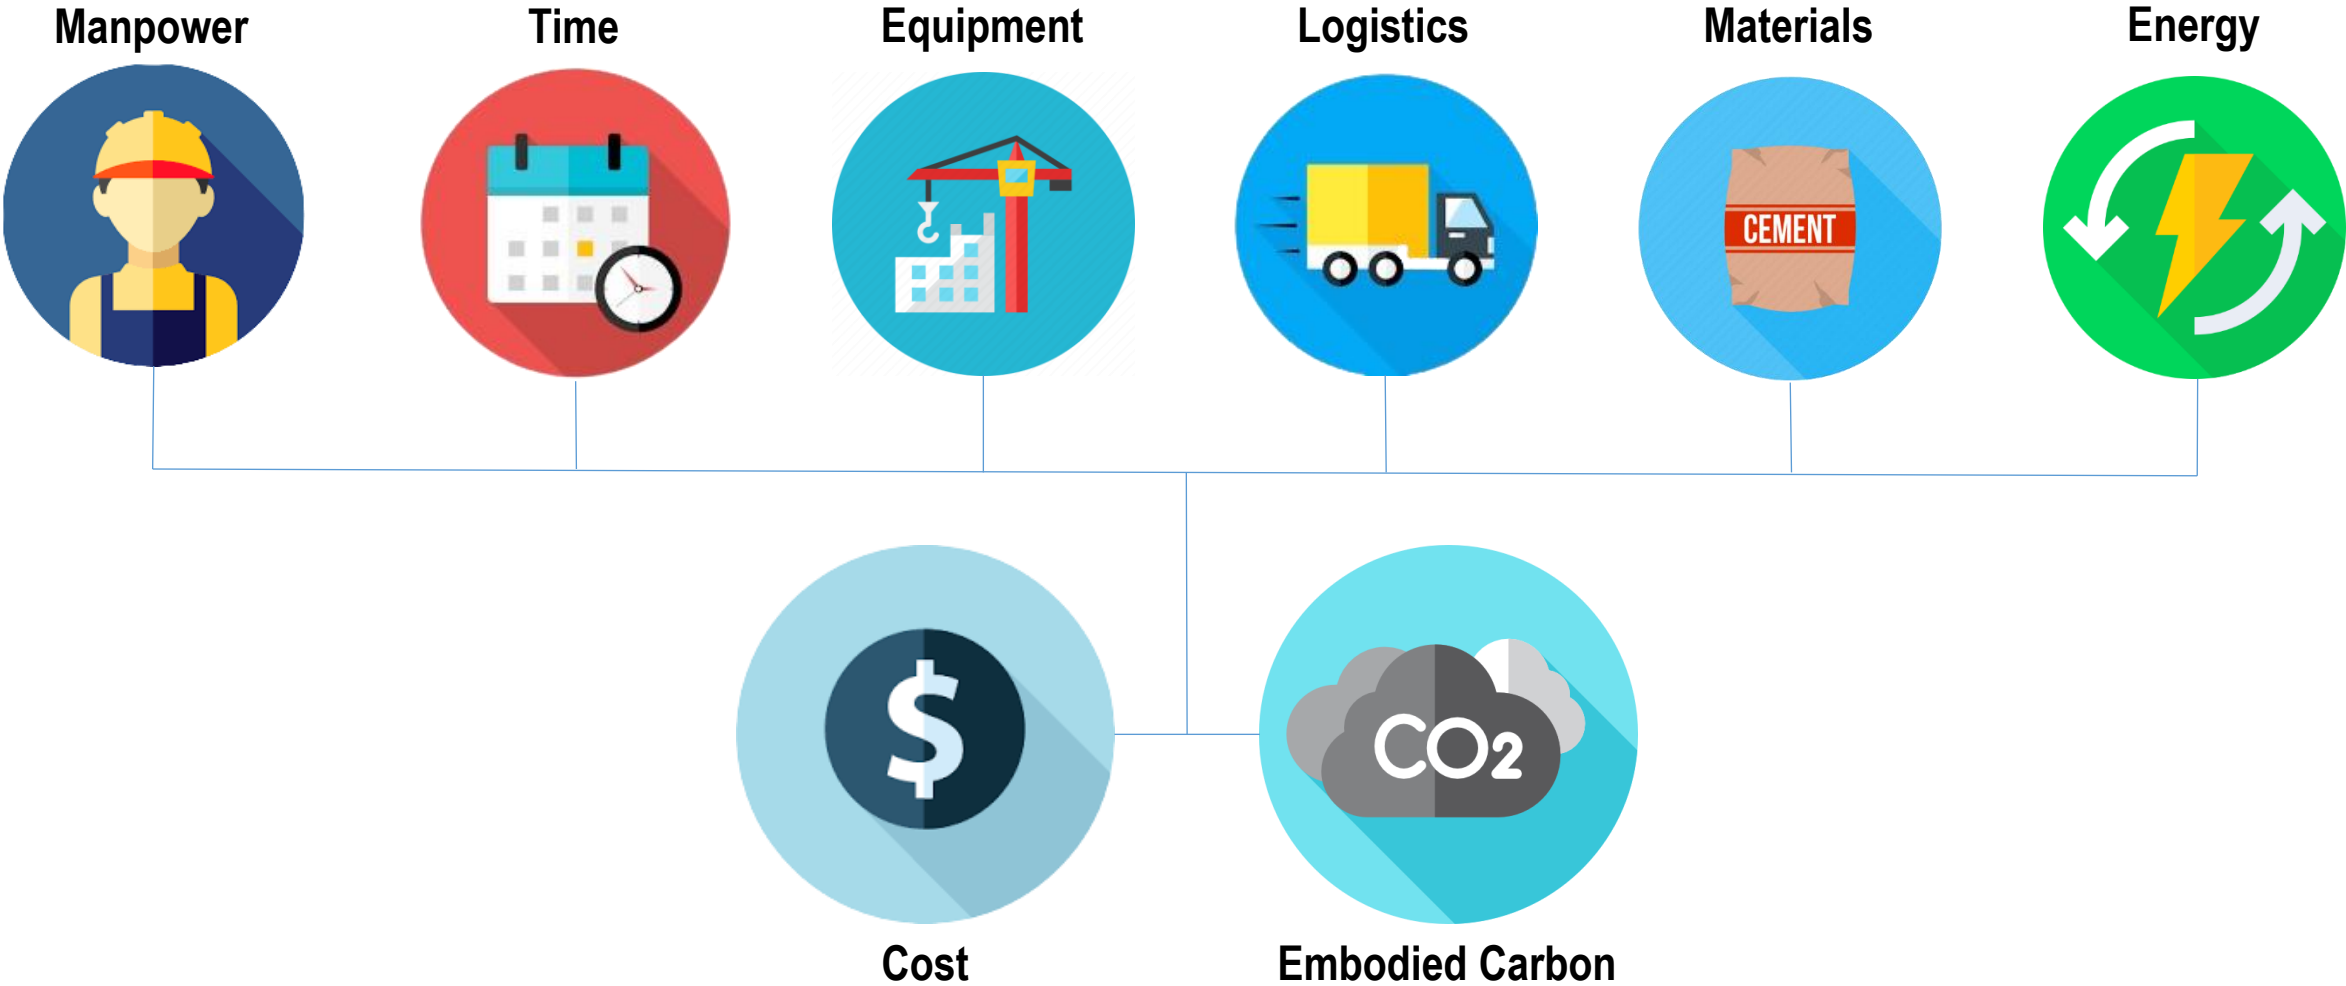 Manpower
Time
Equipment
Logistics
Materials
Energy
CEMENT
$
CO2
Cost
Embodied Carbon